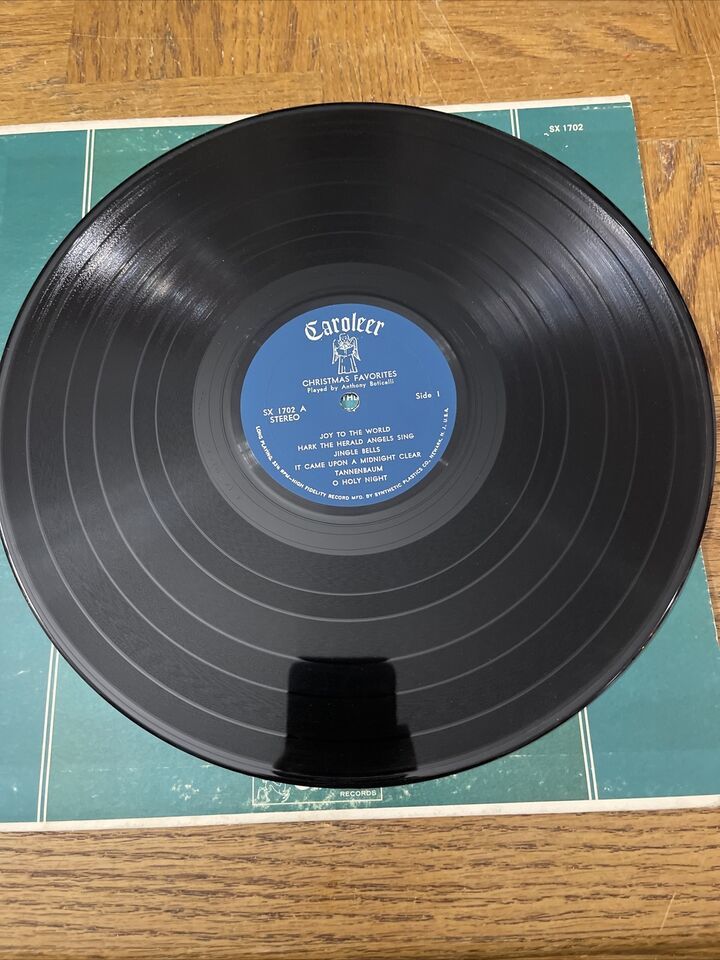 SX 1702
Caroleer
CHRISTMAS FAVORITES
Played by Anthony Boticelli
SX 1702 A
STEREO
Side 1
JOY TO THE WORLD
HARK THE HERALD ANGELS SING
JINGLE BELLS
IT CAME UPON A MIDNIGHT CLEAR
TANNENBAUM
O HOLY NIGHT
LONG PLAYING 33⅓ RPM—HIGH FIDELITY RECORD MFD. BY SYNTHETIC PLASTICS CO., NEWARK, N. J., U.S.A.
RECORDS